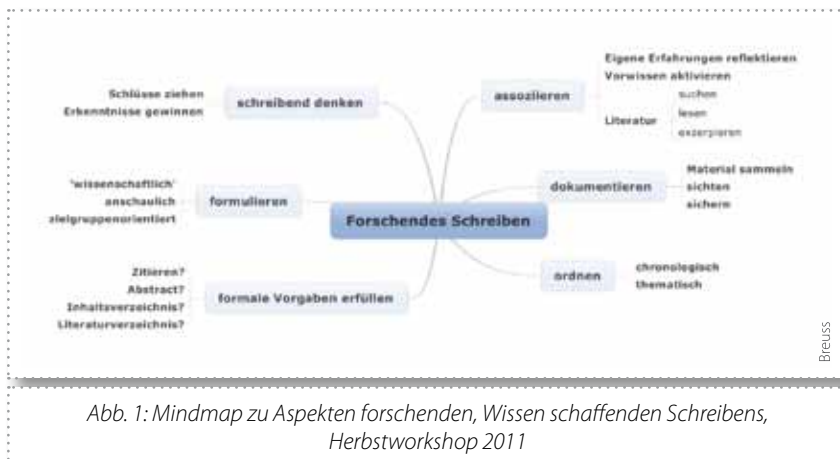 schreibend denken
Schlüsse ziehen
Erkenntnisse gewinnen
formulieren
'wissenschaftlich'
anschaulich
zielgruppenorientiert
formale Vorgaben erfüllen
Zitieren?
Abstract?
Inhaltsverzeichnis?
Literaturverzeichnis?
Forschendes Schreiben
assoziieren
Eigene Erfahrungen reflektieren
Vorwissen aktivieren
Literatur
suchen
lesen
exzerpieren
dokumentieren
Material sammeln
sichten
sichern
ordnen
chronologisch
thematisch
Breuss
Abb. 1: Mindmap zu Aspekten forschenden, Wissen schaffenden Schreibens,
Herbstworkshop 2011